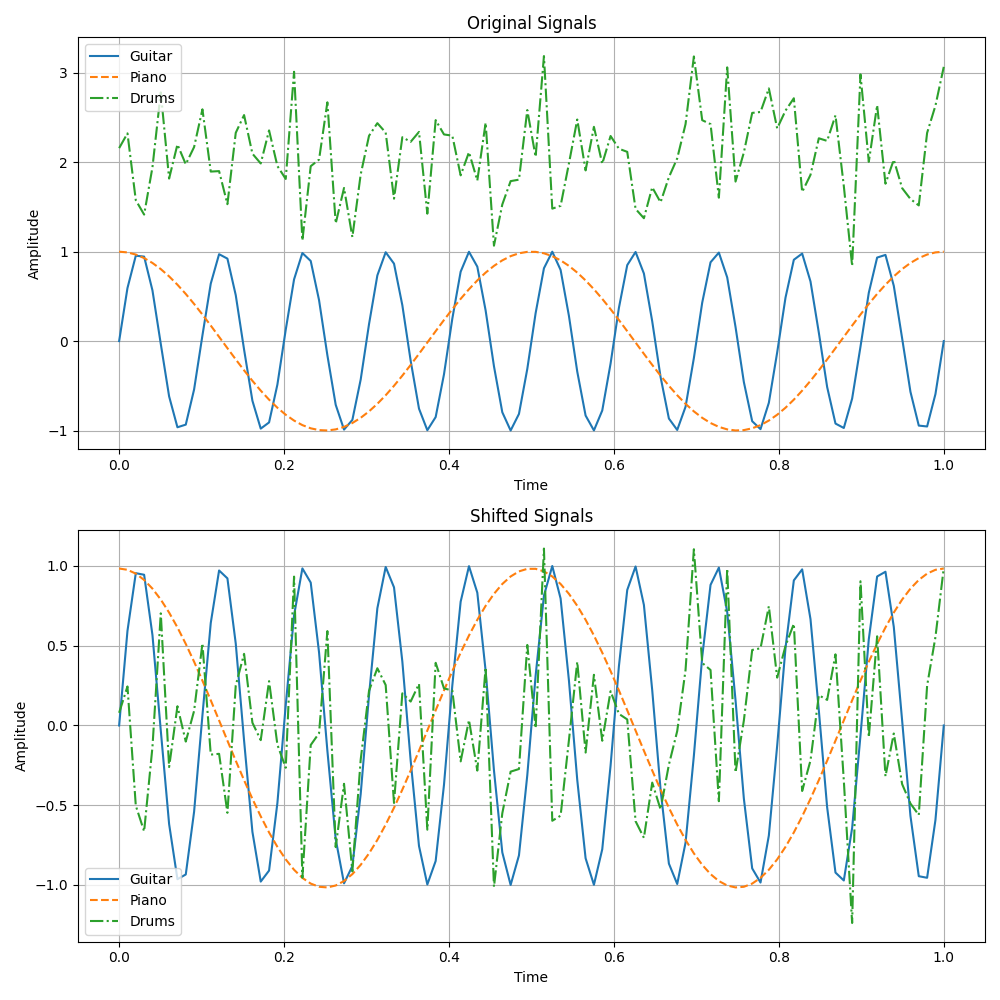 Original Signals
Guitar
Piano
Drums
3
2
1
0
−1
Amplitude
0.0 0.2 0.4 0.6 0.8 1.0
Time
Shifted Signals
1.0
0.5
0.0
−0.5
−1.0
Amplitude
Guitar
Piano
Drums
0.0 0.2 0.4 0.6 0.8 1.0
Time